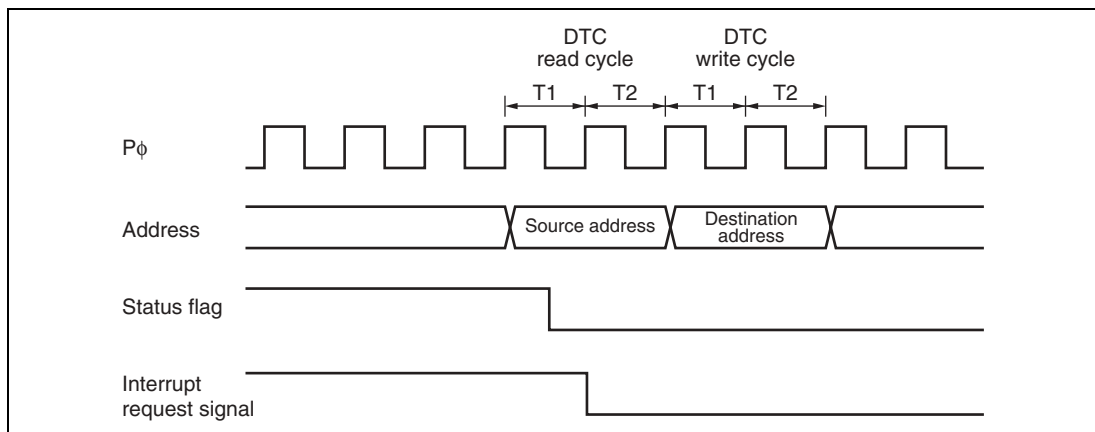 DTC
read cycle
DTC
write cycle
T1
T2
T1
T2
Pϕ
Address
Source address
Destination
address
Status flag
Interrupt
request signal